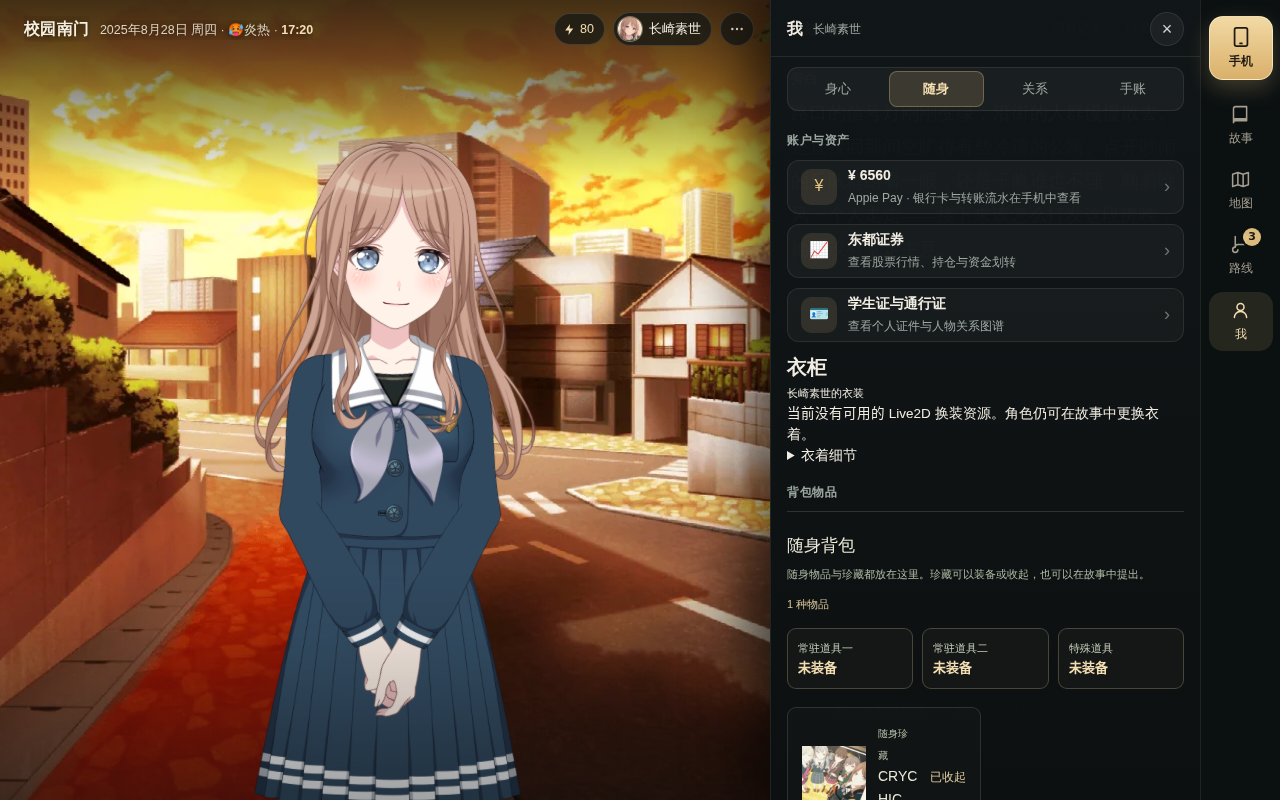 校园南门 2025年8月28日 周四 · 🥵炎热 · 17:20
80
长崎素世
我 长崎素世
身心 随身 关系 手账
账户与资产
¥ 6560
Apple Pay · 银行卡与转账流水在手机中查看
东都证券
查看股票行情、持仓与资金划转
学生证与通行证
查看个人证件与人物关系图谱
衣柜
长崎素世的衣装
当前没有可用的 Live2D 换装资源。角色仍可在故事中更换衣
着。
衣着细节
背包物品
随身背包
随身物品与珍藏都放在这里。珍藏可以装备或收起，也可以在故事中提出。
1 种物品
常驻道具一
未装备
常驻道具二
未装备
特殊道具
未装备
随身珍
藏
CRYC
HIC
已收起
手机
故事
地图
3
路线
我